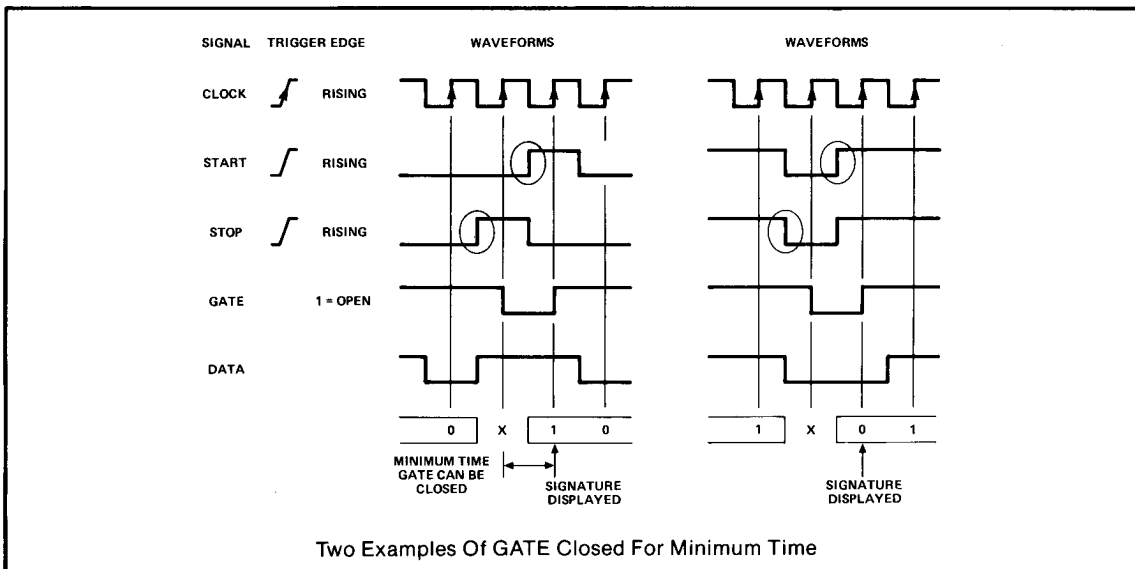 SIGNAL TRIGGER EDGE WAVEFORMS WAVEFORMS
CLOCK RISING
START RISING
STOP RISING
GATE 1 = OPEN
DATA
0 X 1 0 1 X 0 1
MINIMUM TIME
GATE CAN BE
CLOSED
SIGNATURE
DISPLAYED
SIGNATURE
DISPLAYED
Two Examples Of GATE Closed For Minimum Time